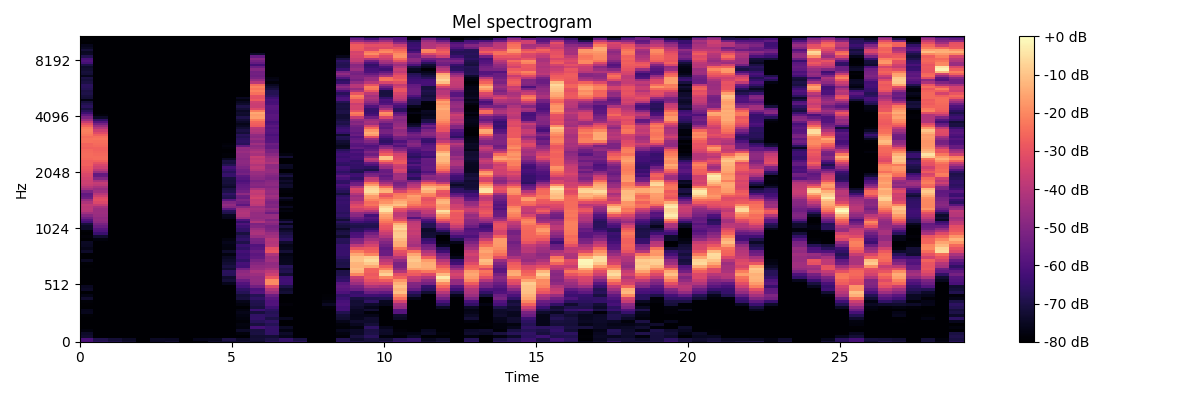 Mel spectrogram
Hz
8192
4096
2048
1024
512
0
0 5 10 15 20 25
Time
+0 dB
-10 dB
-20 dB
-30 dB
-40 dB
-50 dB
-60 dB
-70 dB
-80 dB